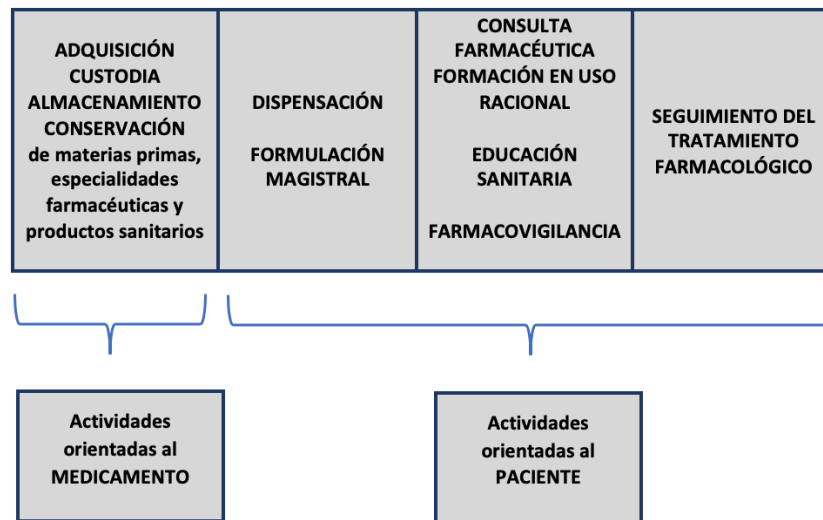 ADQUISICIÓN
CUSTODIA
ALMACENAMIENTO
CONSERVACIÓN
de materias primas,
especialidades
farmacéuticas y
productos sanitarios
DISPENSACIÓN
FORMULACIÓN
MAGISTRAL
CONSULTA
FARMACÉUTICA
FORMACIÓN EN USO
RACIONAL
EDUCACIÓN
SANITARIA
FARMACOVIGILANCIA
SEGUIMIENTO DEL
TRATAMIENTO
FARMACOLÓGICO
Actividades
orientadas al
MEDICAMENTO
Actividades
orientadas al
PACIENTE